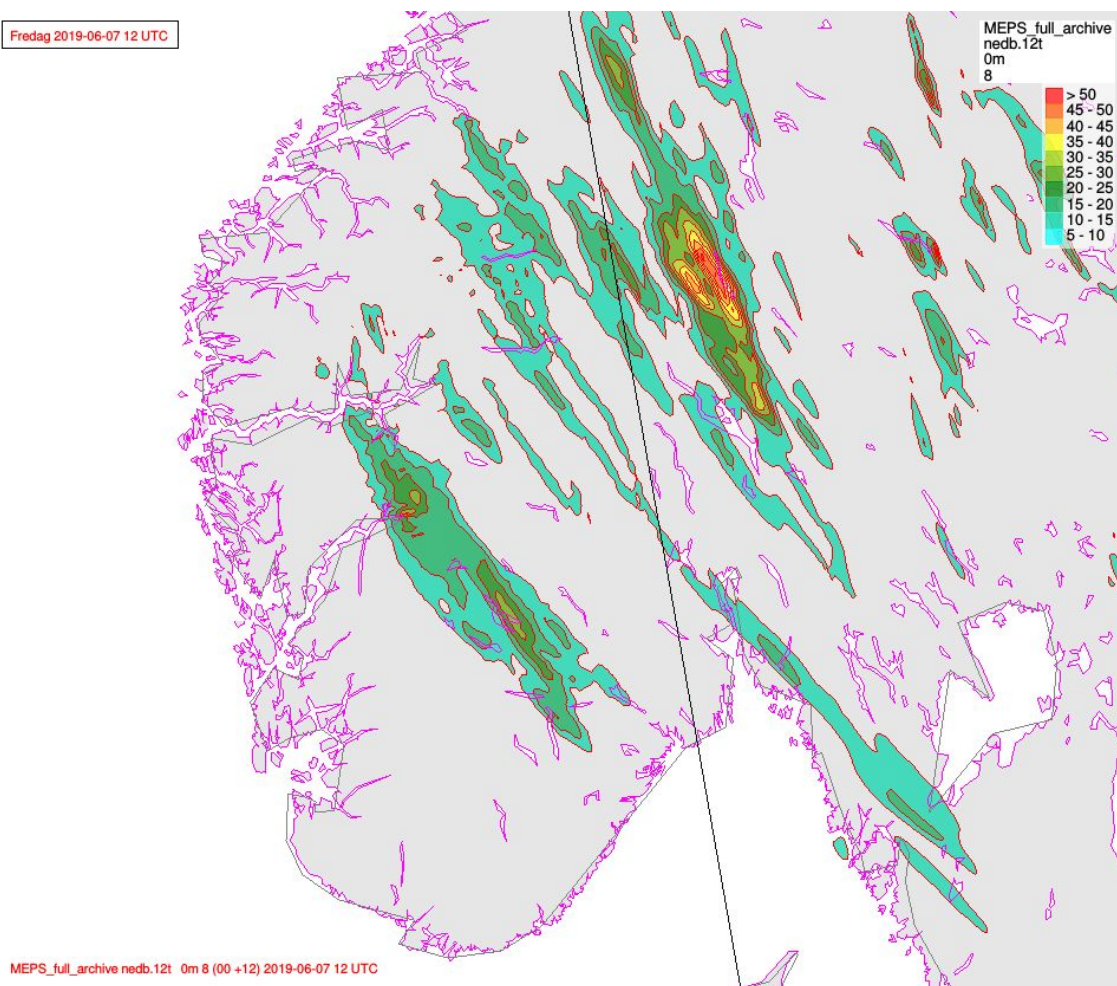 Fredag 2019-06-07 12 UTC
MEPS_full_archive
nedb.12t
0m
8
> 50
45 - 50
40 - 45
35 - 40
30 - 35
25 - 30
20 - 25
15 - 20
10 - 15
5 - 10
MEPS_full_archive nedb.12t 0m 8 (00 +12) 2019-06-07 12 UTC